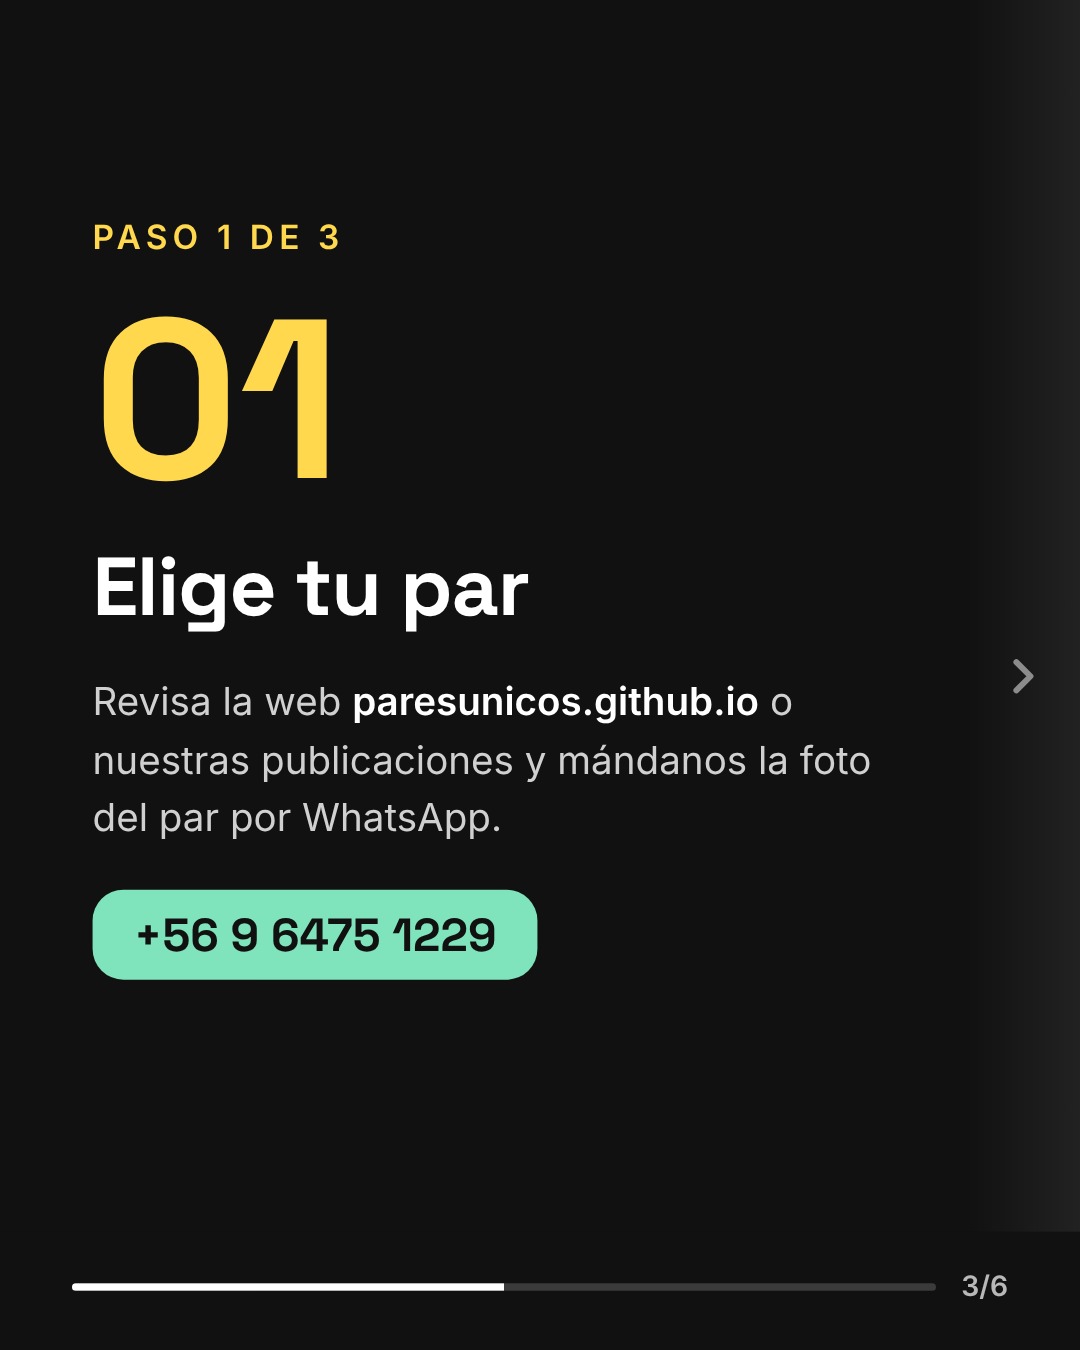 PASO 1 DE 3
01
Elige tu par
Revisa la web paresunicos.github.io o
nuestras publicaciones y mándanos la foto
del par por WhatsApp.
+56 9 6475 1229
3/6